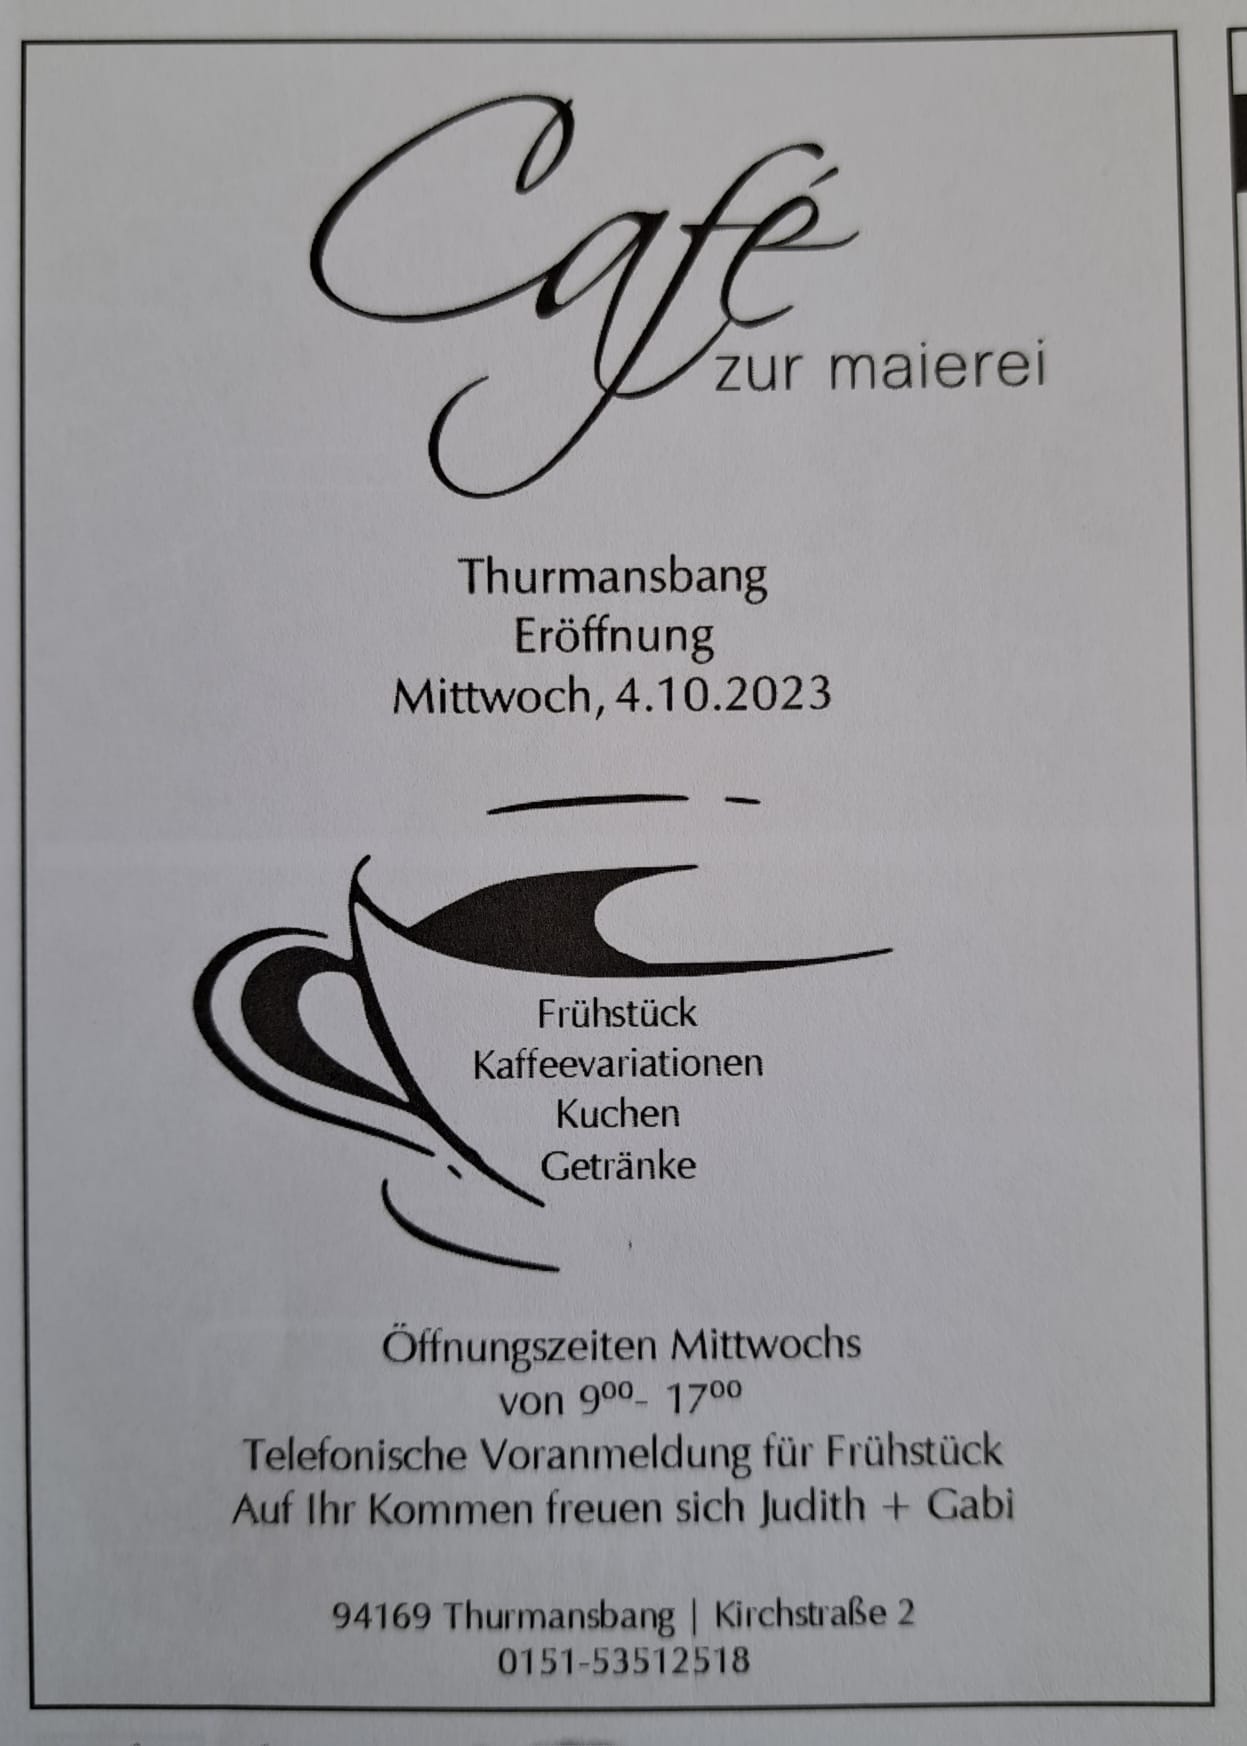 Café
zur maierei
Thurmansbang
Eröffnung
Mittwoch, 4.10.2023
Frühstück
Kaffeevariationen
Kuchen
Getränke
Öffnungszeiten Mittwochs
von 9⁰⁰- 17⁰⁰
Telefonische Voranmeldung für Frühstück
Auf Ihr Kommen freuen sich Judith + Gabi
94169 Thurmansbang | Kirchstraße 2
0151-53512518